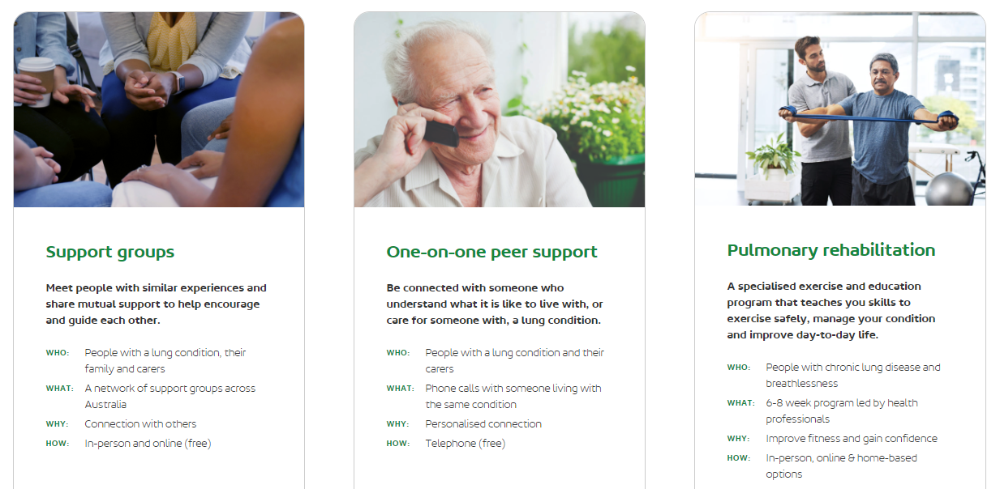 Support groups
Meet people with similar experiences and
share mutual support to help encourage
and guide each other.
WHO: People with a lung condition, their
family and carers
WHAT: A network of support groups across
Australia
WHY: Connection with others
HOW: In-person and online (free)
One-on-one peer support
Be connected with someone who
understand what it is like to live with, or
care for someone with, a lung condition.
WHO: People with a lung condition and their
carers
WHAT: Phone calls with someone living with
the same condition
WHY: Personalised connection
HOW: Telephone (free)
Pulmonary rehabilitation
A specialised exercise and education
program that teaches you skills to
exercise safely, manage your condition
and improve day-to-day life.
WHO: People with chronic lung disease and
breathlessness
WHAT: 6-8 week program led by health
professionals
WHY: Improve fitness and gain confidence
HOW: In-person, online & home-based
options